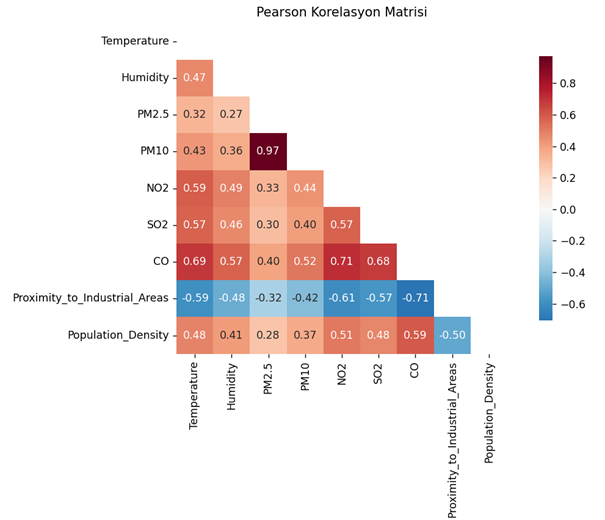 Pearson Korelasyon Matrisi
Temperature
Humidity 0.47
PM2.5 0.32 0.27
PM10 0.43 0.36 0.97
NO2 0.59 0.49 0.33 0.44
SO2 0.57 0.46 0.30 0.40 0.57
CO 0.69 0.57 0.40 0.52 0.71 0.68
Proximity_to_Industrial_Areas -0.59 -0.48 -0.32 -0.42 -0.61 -0.57 -0.71
Population_Density 0.48 0.41 0.28 0.37 0.51 0.48 0.59 -0.50
Temperature
Humidity
PM2.5
PM10
NO2
SO2
CO
Proximity_to_Industrial_Areas
Population_Density
0.8
0.6
0.4
0.2
0.0
−0.2
−0.4
−0.6